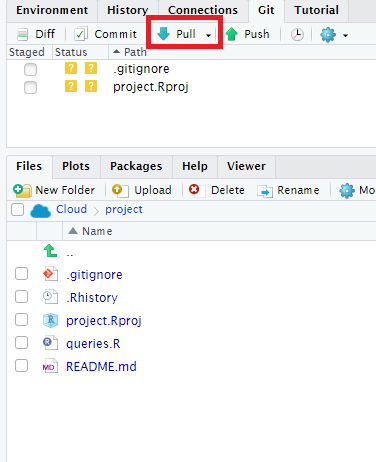 Environment History Connections Git Tutorial
Diff Commit Pull Push
Staged Status Path
? ? .gitignore
? ? project.Rproj
Files Plots Packages Help Viewer
New Folder Upload Delete Rename Mo
Cloud project
Name
..
.gitignore
.Rhistory
R project.Rproj
queries.R
MD README.md